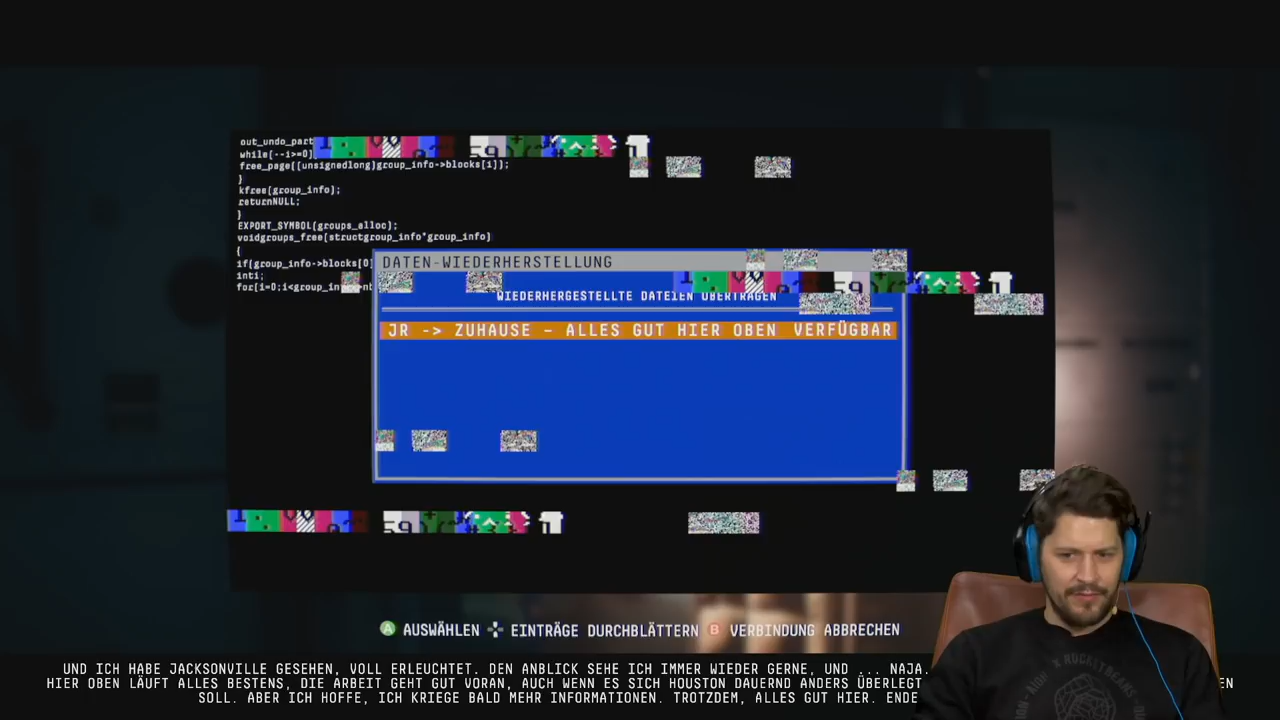 out_undo_part
while[--i>=0]
free_page((unsignedlong)group_info->blocks[i]);
}
kfree(group_info);
returnNULL;
}
EXPORT_SYMBOL(groups_alloc);
voidgroups_free(structgroup_info*group_info)
{
if(group_info->blocks[0]
inti;
for(i=0;i<group_in
DATEN-WIEDERHERSTELLUNG
WIEDERHERGESTELLTE DATEIEN ÜBERTRAGEN
JR -> ZUHAUSE - ALLES GUT HIER OBEN VERFÜGBAR
A AUSWÄHLEN EINTRÄGE DURCHBLÄTTERN B VERBINDUNG ABBRECHEN
UND ICH HABE JACKSONVILLE GESEHEN, VOLL ERLEUCHTET. DEN ANBLICK SEHE ICH IMMER WIEDER GERNE, UND ... NAJA.
HIER OBEN LÄUFT ALLES BESTENS, DIE ARBEIT GEHT GUT VORAN, AUCH WENN ES SICH HOUSTON DAUERND ANDERS ÜBERLEGT
SOLL. ABER ICH HOFFE, ICH KRIEGE BALD MEHR INFORMATIONEN. TROTZDEM, ALLES GUT HIER. ENDE